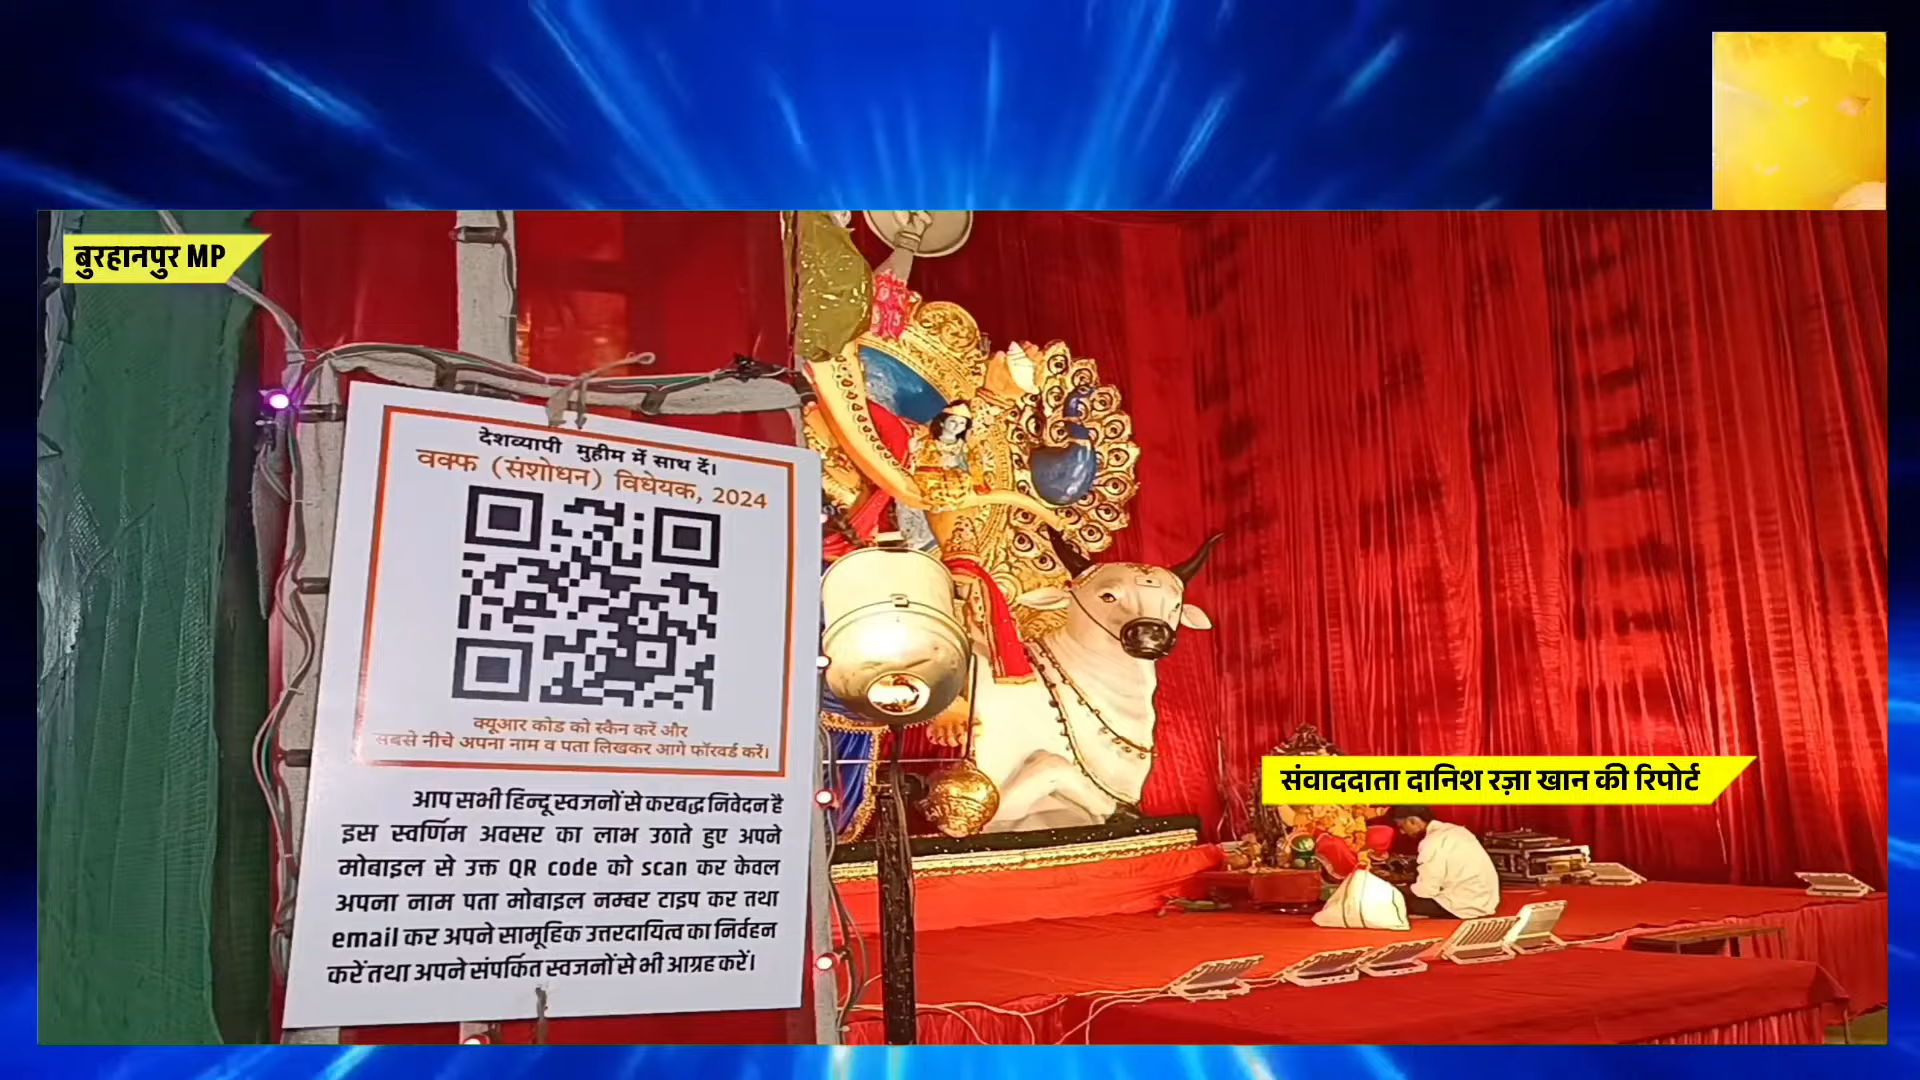 बुरहानपुर MP
देशव्यापी मुहीम में साथ दें।
वक्फ (संशोधन) विधेयक, 2024
क्यूआर कोड को स्कैन करें और
सबसे नीचे अपना नाम व पता लिखकर आगे फॉरवर्ड करें।
आप सभी हिन्दू स्वजनों से करबद्ध निवेदन है
इस स्वर्णिम अवसर का लाभ उठाते हुए अपने
मोबाइल से उक्त QR code को scan कर केवल
अपना नाम पता मोबाइल नम्बर टाइप कर तथा
email कर अपने सामूहिक उत्तरदायित्व का निर्वहन
करें तथा अपने संपर्कित स्वजनों से भी आग्रह करें।
संवाददाता दानिश रज़ा खान की रिपोर्ट